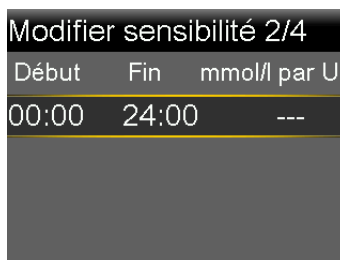 Modifier sensibilité 2/4
Début Fin mmol/l par U
00:00 24:00 ---